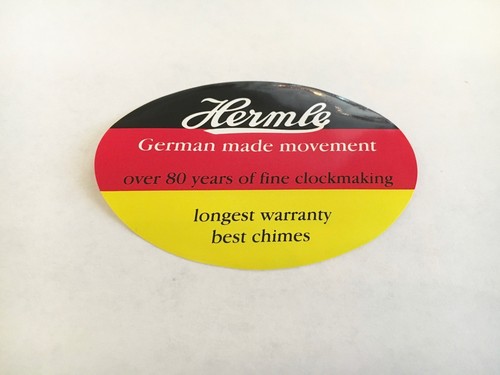 Hermle
German made movement
over 80 years of fine clockmaking
longest warranty
best chimes